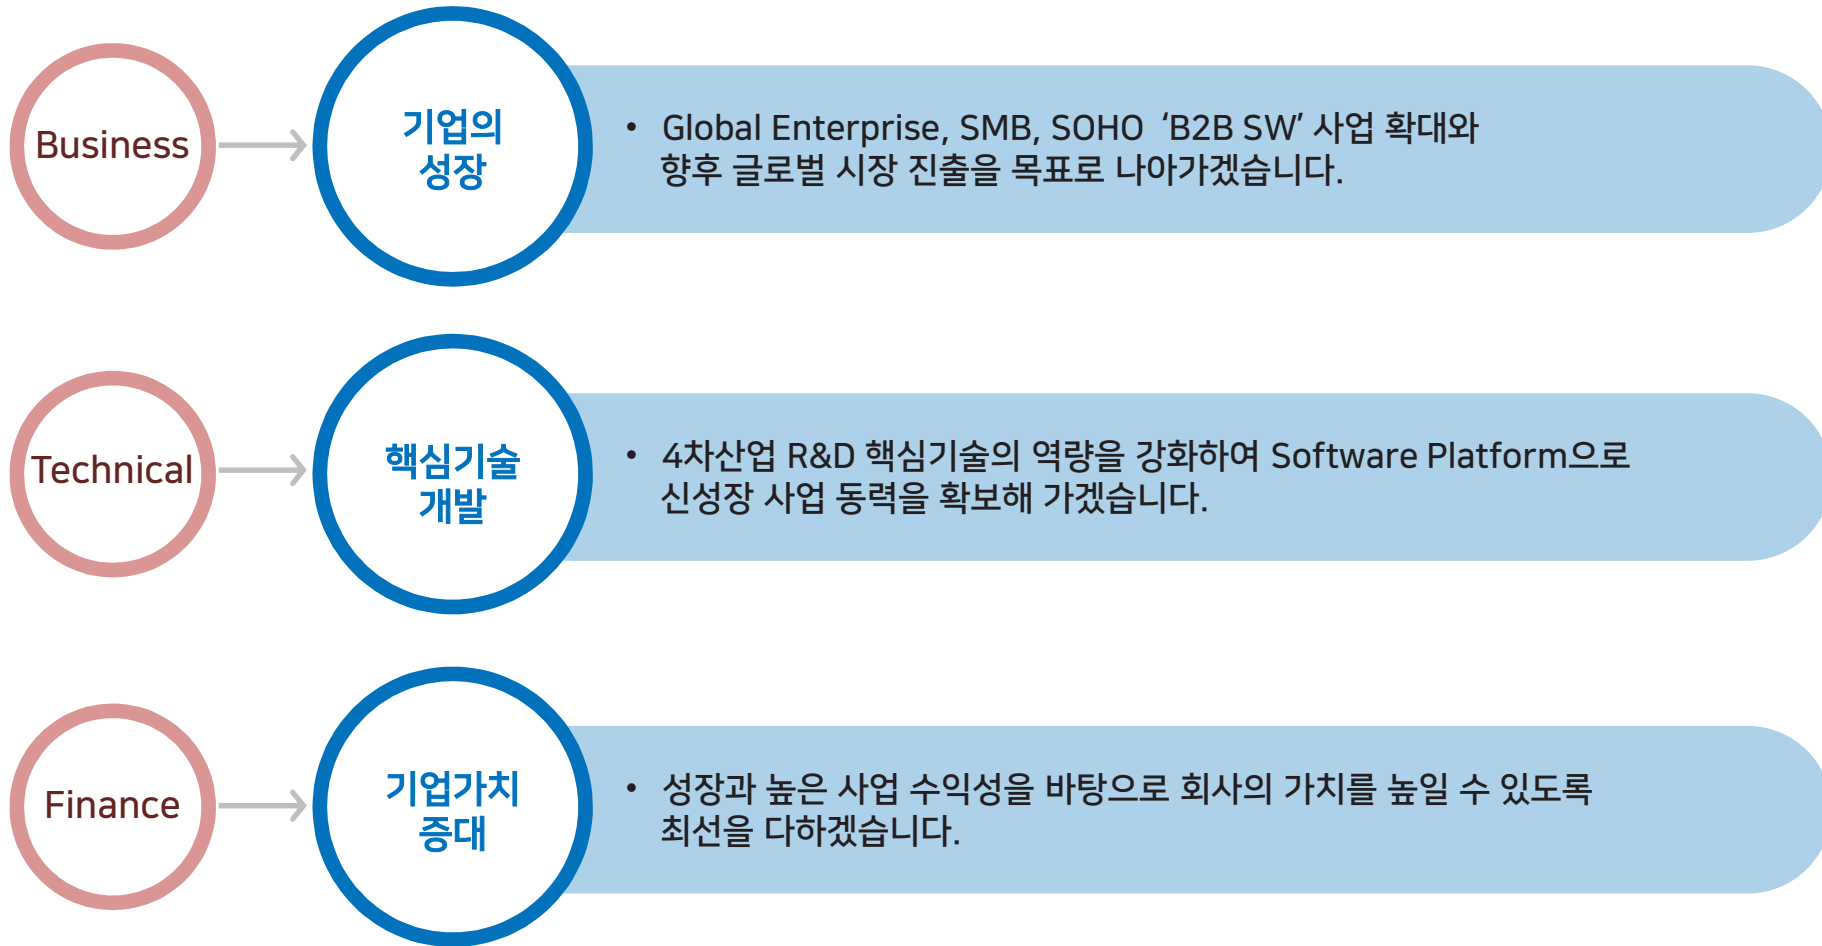 Business
기업의
성장
• Global Enterprise, SMB, SOHO ‘B2B SW’ 사업 확대와
향후 글로벌 시장 진출을 목표로 나아가겠습니다.
Technical
핵심기술
개발
• 4차산업 R&D 핵심기술의 역량을 강화하여 Software Platform으로
신성장 사업 동력을 확보해 가겠습니다.
Finance
기업가치
증대
• 성장과 높은 사업 수익성을 바탕으로 회사의 가치를 높일 수 있도록
최선을 다하겠습니다.